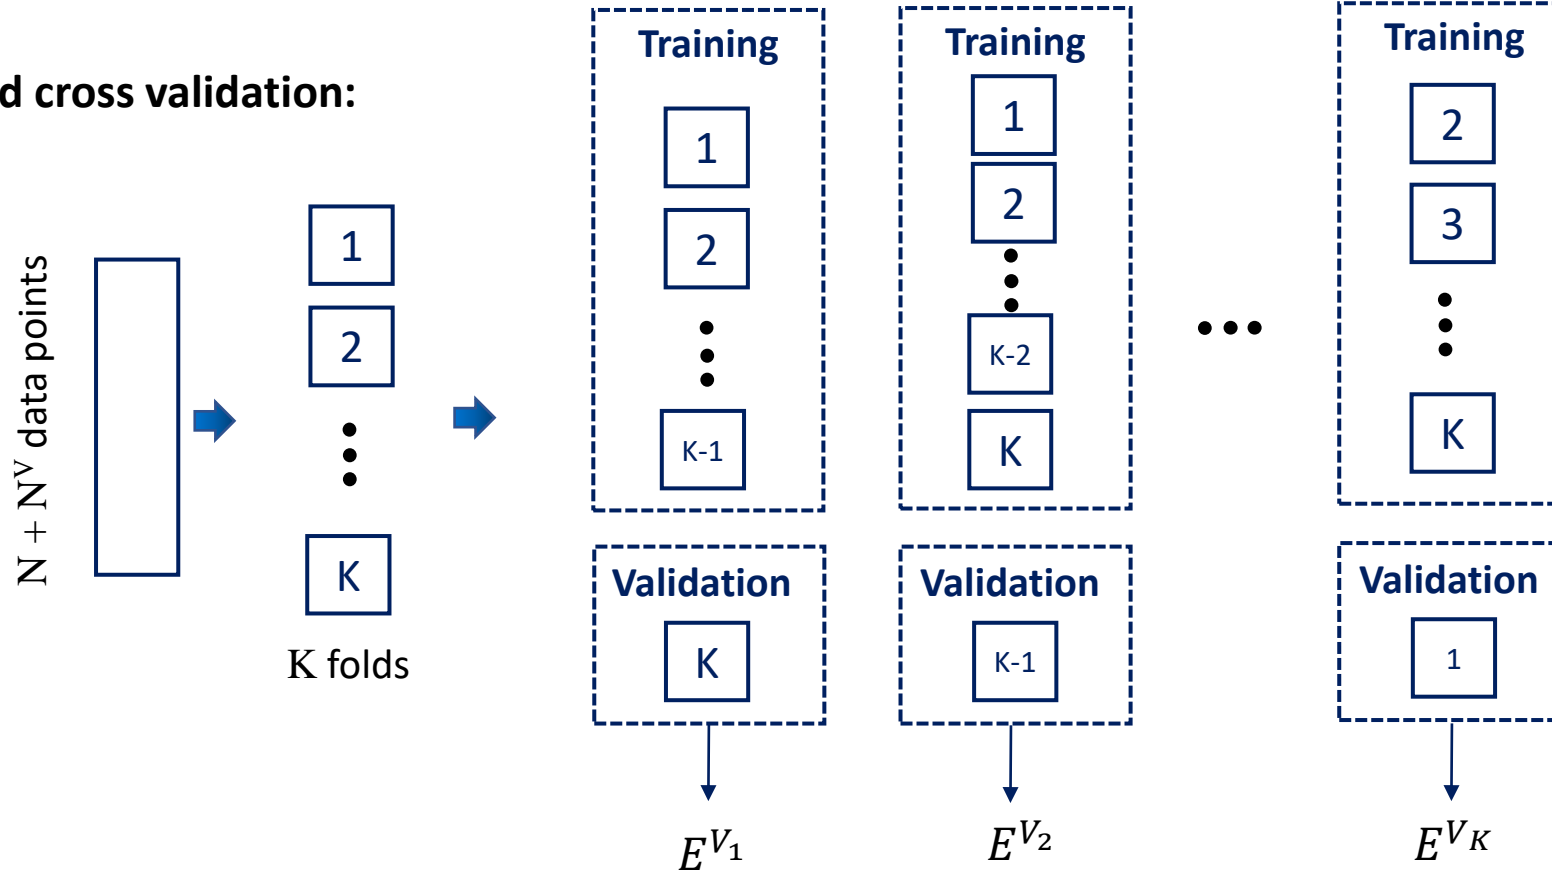 d cross validation:
N + Nⱽ data points
1
2
K
K folds
Training
1
2
K-1
Validation
K
E^{V_1}
Training
1
2
K-2
K
Validation
K-1
E^{V_2}
Training
2
3
K
Validation
1
E^{V_K}